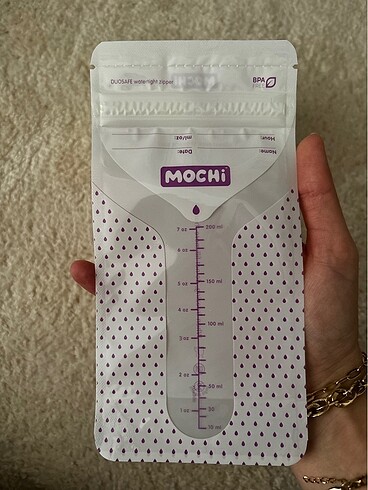 DUOSAFE watertight zipper
BPA
FREE
Hour:
ml/oz:
Name:
Date:
MOCHi
7 oz
200 ml
6 oz
5 oz
150 ml
4 oz
100 ml
3 oz
2 oz
50 ml
1 oz
30
10 ml